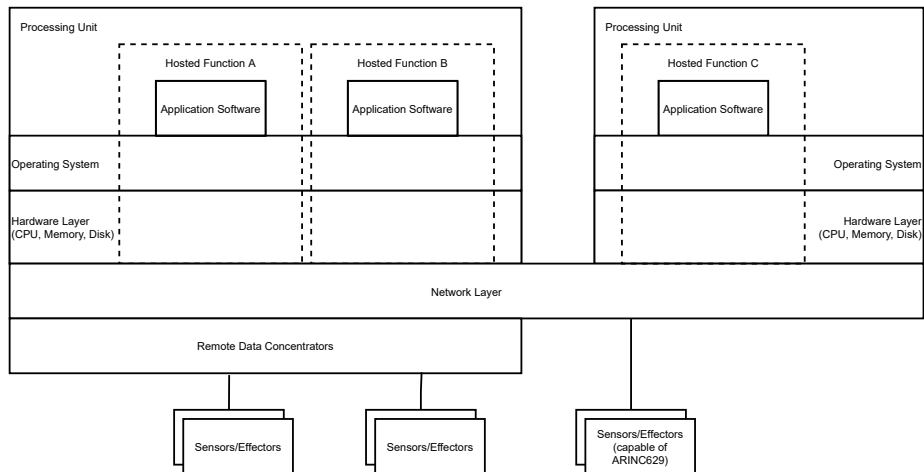 Processing Unit
Processing Unit
Hosted Function A
Hosted Function B
Hosted Function C
Application Software
Application Software
Application Software
Operating System
Operating System
Hardware Layer
(CPU, Memory, Disk)
Hardware Layer
(CPU, Memory, Disk)
Network Layer
Remote Data Concentrators
Sensors/Effectors
Sensors/Effectors
Sensors/Effectors
(capable of
ARINC629)